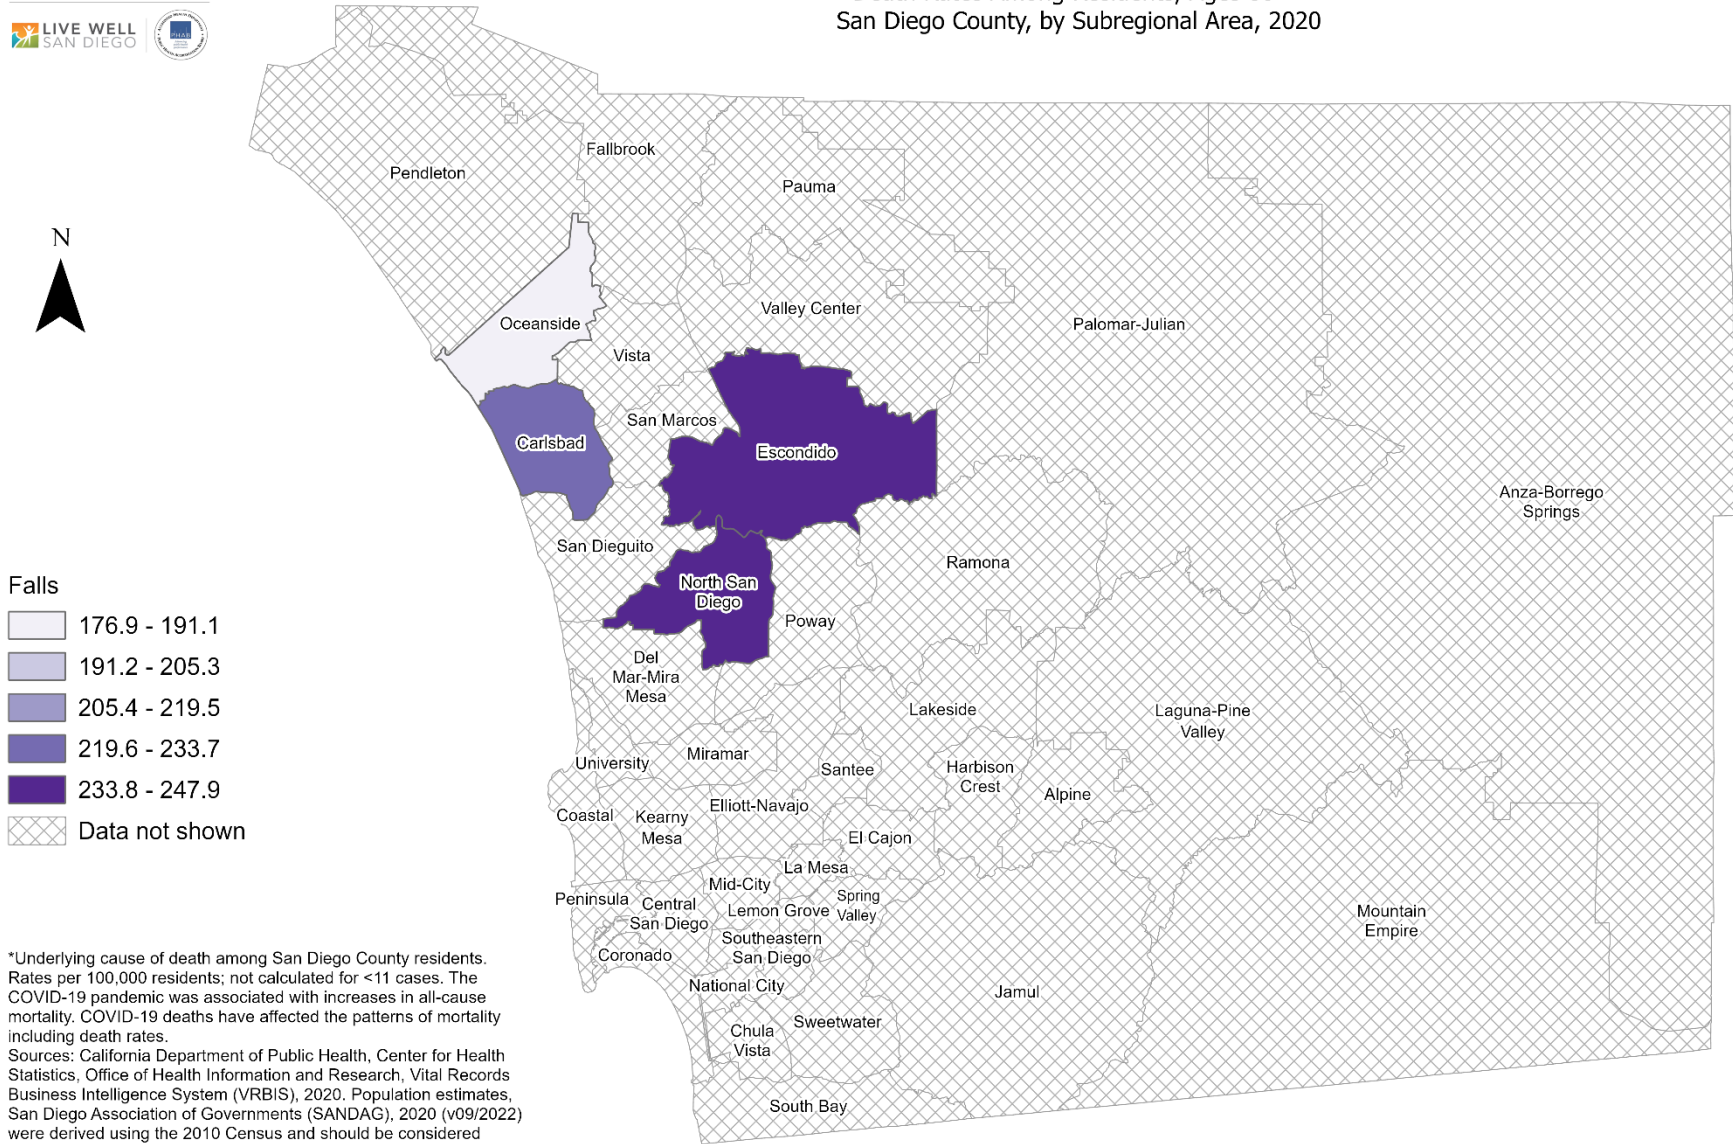 LIVE WELL
SAN DIEGO
PHAB
San Diego County, by Subregional Area, 2020
Pendleton
Fallbrook
Pauma
N
Oceanside
Valley Center
Palomar-Julian
Vista
San Marcos
Carlsbad
Escondido
Anza-Borrego
Springs
San Dieguito
Ramona
North San
Diego
Poway
Falls
176.9 - 191.1
191.2 - 205.3
205.4 - 219.5
219.6 - 233.7
233.8 - 247.9
Data not shown
Del
Mar-Mira
Mesa
Lakeside
Laguna-Pine
Valley
Miramar
University
Santee
Harbison
Crest
Alpine
Coastal
Kearny
Mesa
Elliott-Navajo
El Cajon
La Mesa
Mid-City
Peninsula
Central
San Diego
Lemon Grove
Spring
Valley
Mountain
Empire
Southeastern
San Diego
Coronado
National City
Jamul
Chula
Vista
Sweetwater
South Bay
*Underlying cause of death among San Diego County residents.
Rates per 100,000 residents; not calculated for <11 cases. The
COVID-19 pandemic was associated with increases in all-cause
mortality. COVID-19 deaths have affected the patterns of mortality
including death rates.
Sources: California Department of Public Health, Center for Health
Statistics, Office of Health Information and Research, Vital Records
Business Intelligence System (VRBIS), 2020. Population estimates,
San Diego Association of Governments (SANDAG), 2020 (v09/2022)
were derived using the 2010 Census and should be considered